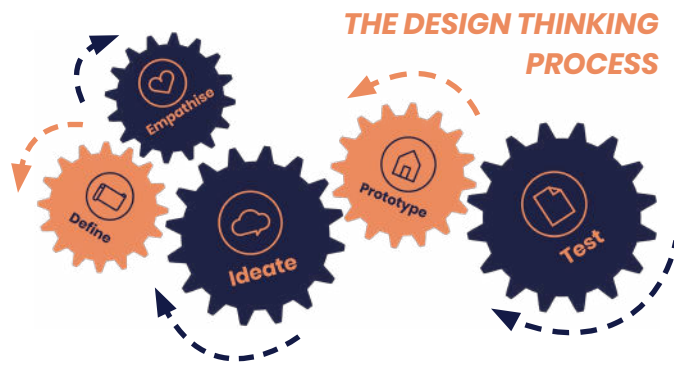 THE DESIGN THINKING
PROCESS
Empathise
Define
Ideate
Prototype
Test